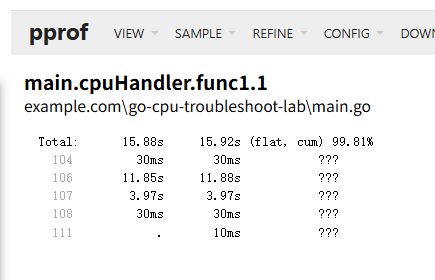 pprof VIEW SAMPLE REFINE CONFIG DOWN
main.cpuHandler.func1.1
example.com\go-cpu-troubleshoot-lab\main.go
Total: 15.88s 15.92s (flat, cum) 99.81%
104 30ms 30ms ???
106 11.85s 11.88s ???
107 3.97s 3.97s ???
108 30ms 30ms ???
111 . 10ms ???